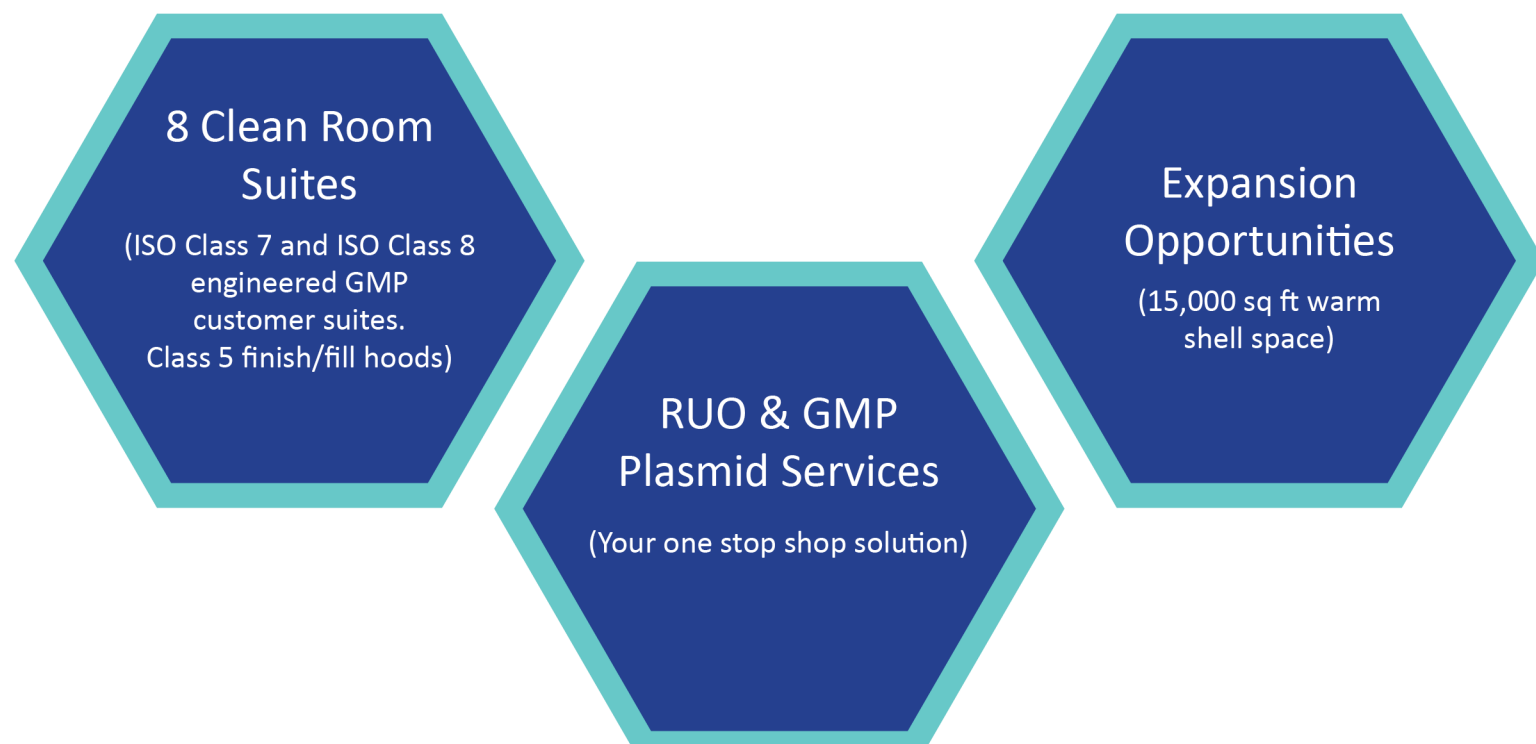 8 Clean Room
Suites
(ISO Class 7 and ISO Class 8
engineered GMP
customer suites.
Class 5 finish/fill hoods)
RUO & GMP
Plasmid Services
(Your one stop shop solution)
Expansion
Opportunities
(15,000 sq ft warm
shell space)